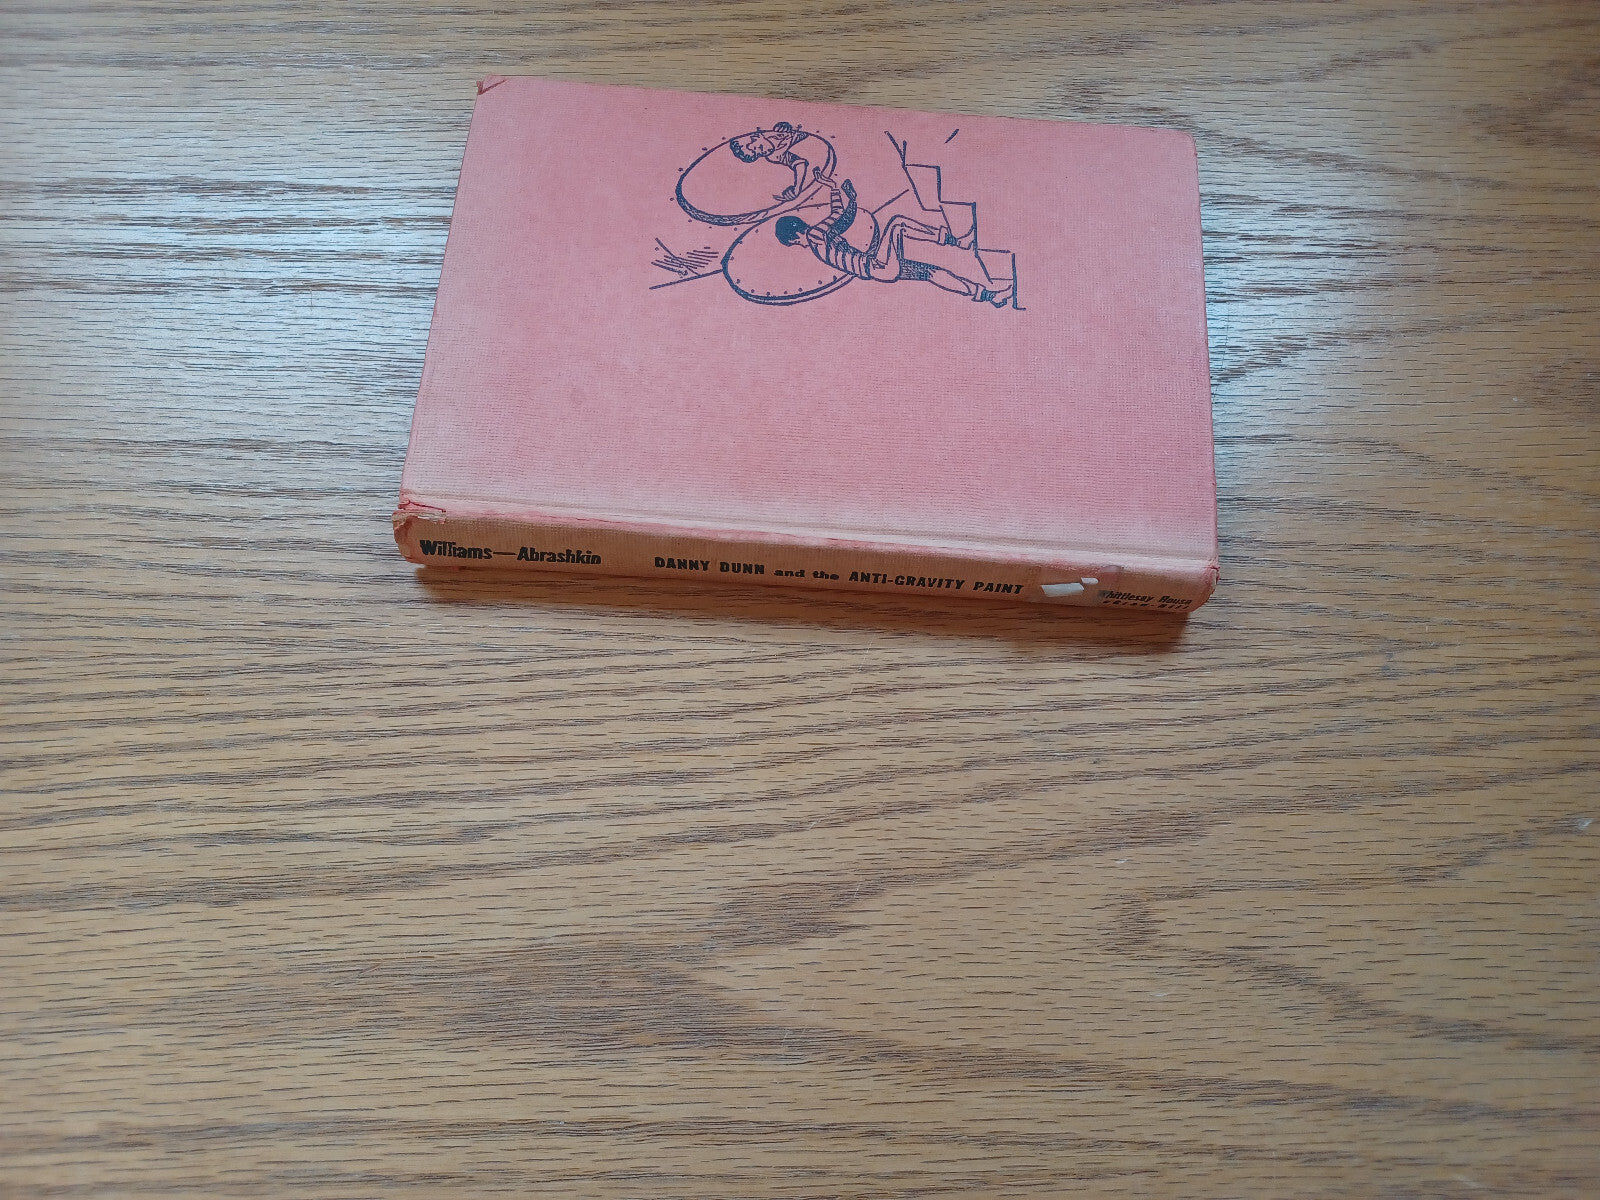 Williams—Abrashkin
DANNY DUNN and the ANTI-GRAVITY PAINT
Whittlesey House